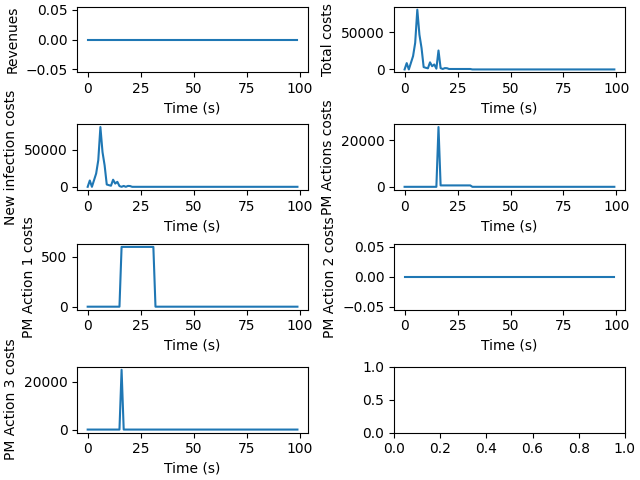 Revenues
0.05
0.00
−0.05
0 25 50 75 100
Time (s)
Total costs
50000
0
0 25 50 75 100
Time (s)
New infection costs
50000
0
0 25 50 75 100
Time (s)
PM Actions costs
20000
0
0 25 50 75 100
Time (s)
PM Action 1 costs
500
0
0 25 50 75 100
Time (s)
PM Action 2 costs
0.05
0.00
−0.05
0 25 50 75 100
Time (s)
PM Action 3 costs
20000
0
0 25 50 75 100
Time (s)
1.0
0.5
0.0
0.0 0.2 0.4 0.6 0.8 1.0